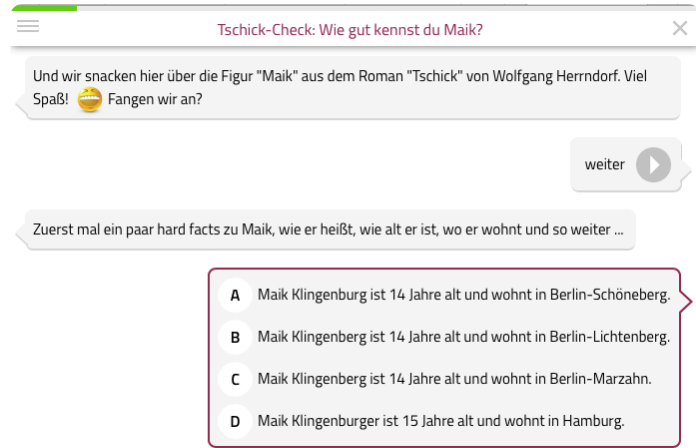 Tschick-Check: Wie gut kennst du Maik?
Und wir snacken hier über die Figur "Maik" aus dem Roman "Tschick" von Wolfgang Herrndorf. Viel
Spaß! Fangen wir an?
weiter
Zuerst mal ein paar hard facts zu Maik, wie er heißt, wie alt er ist, wo er wohnt und so weiter ...
A Maik Klingenburg ist 14 Jahre alt und wohnt in Berlin-Schöneberg.
B Maik Klingenberg ist 14 Jahre alt und wohnt in Berlin-Lichtenberg.
C Maik Klingenberg ist 14 Jahre alt und wohnt in Berlin-Marzahn.
D Maik Klingenburger ist 15 Jahre alt und wohnt in Hamburg.